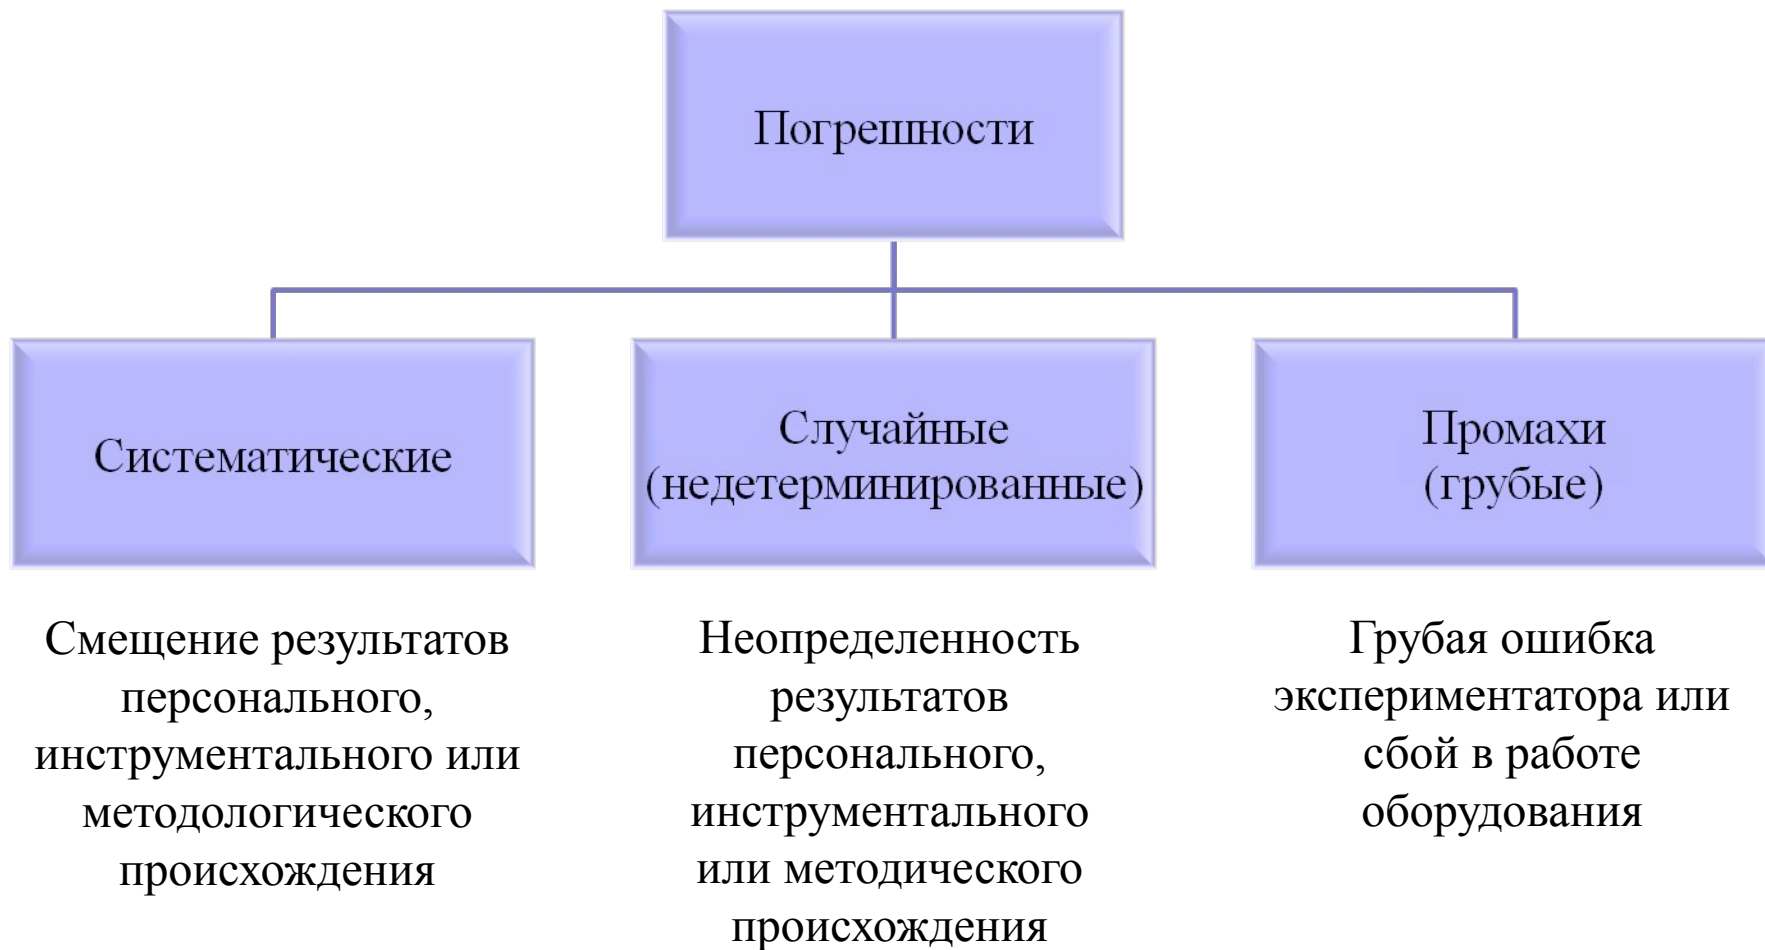 Погрешности
Систематические
Случайные
(недетерминированные)
Промахи
(грубые)
Смещение результатов
персонального,
инструментального или
методологического
происхождения
Неопределенность
результатов
персонального,
инструментального
или методического
происхождения
Грубая ошибка
экспериментатора или
сбой в работе
оборудования